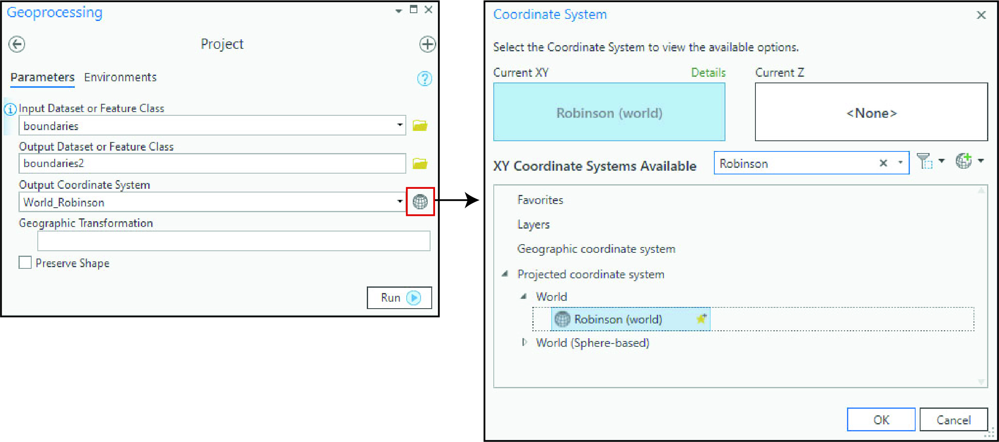 Geoprocessing
Project
Parameters Environments
Input Dataset or Feature Class
boundaries
Output Dataset or Feature Class
boundaries2
Output Coordinate System
World_Robinson
Geographic Transformation
Preserve Shape
Run
Coordinate System
Select the Coordinate System to view the available options.
Current XY Details Current Z
Robinson (world) <None>
XY Coordinate Systems Available Robinson
Favorites
Layers
Geographic coordinate system
Projected coordinate system
World
Robinson (world)
World (Sphere-based)
OK Cancel